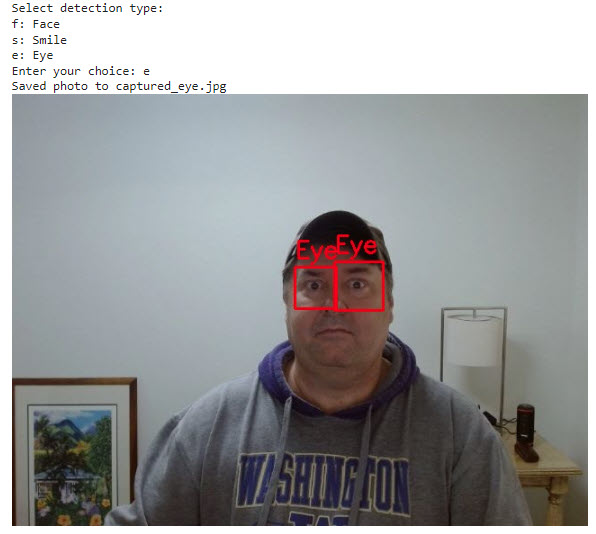 Select detection type:
f: Face
s: Smile
e: Eye
Enter your choice: e
Saved photo to captured_eye.jpg
Eye Eye
WASHINGTON